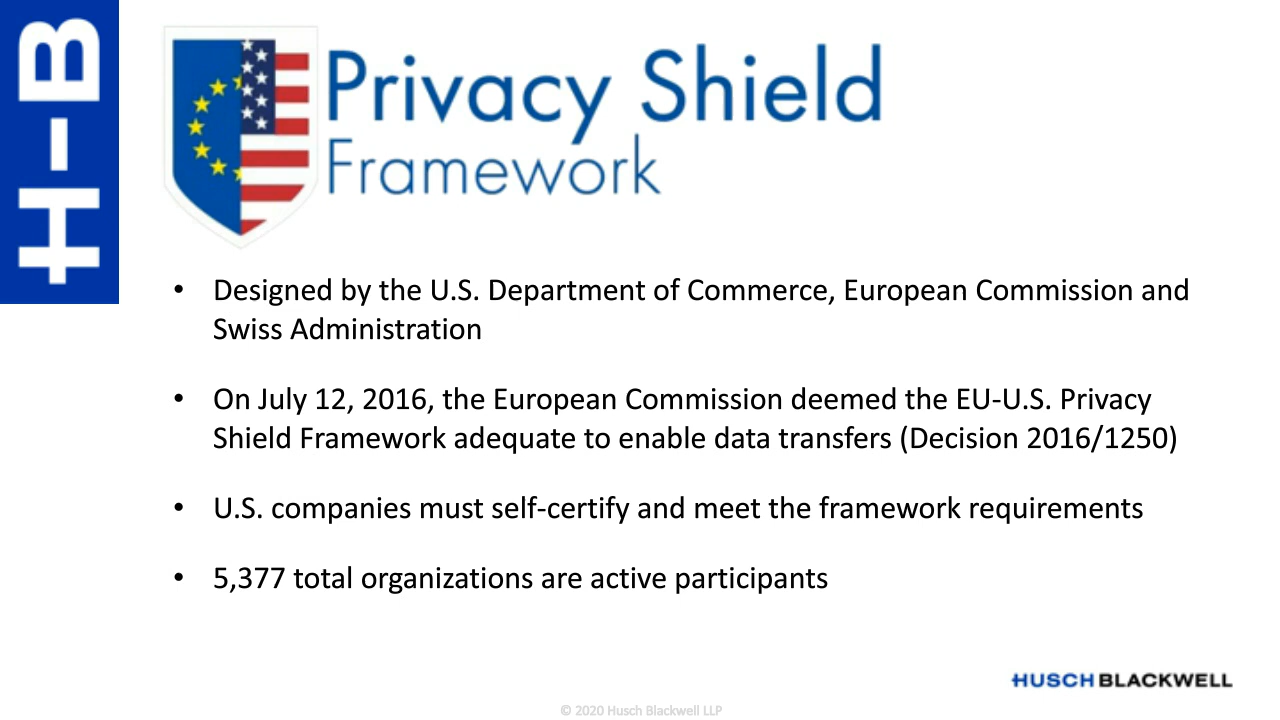 H-B
Privacy Shield
Framework
• Designed by the U.S. Department of Commerce, European Commission and
Swiss Administration
• On July 12, 2016, the European Commission deemed the EU-U.S. Privacy
Shield Framework adequate to enable data transfers (Decision 2016/1250)
• U.S. companies must self-certify and meet the framework requirements
• 5,377 total organizations are active participants
HUSCH BLACKWELL
© 2020 Husch Blackwell LLP